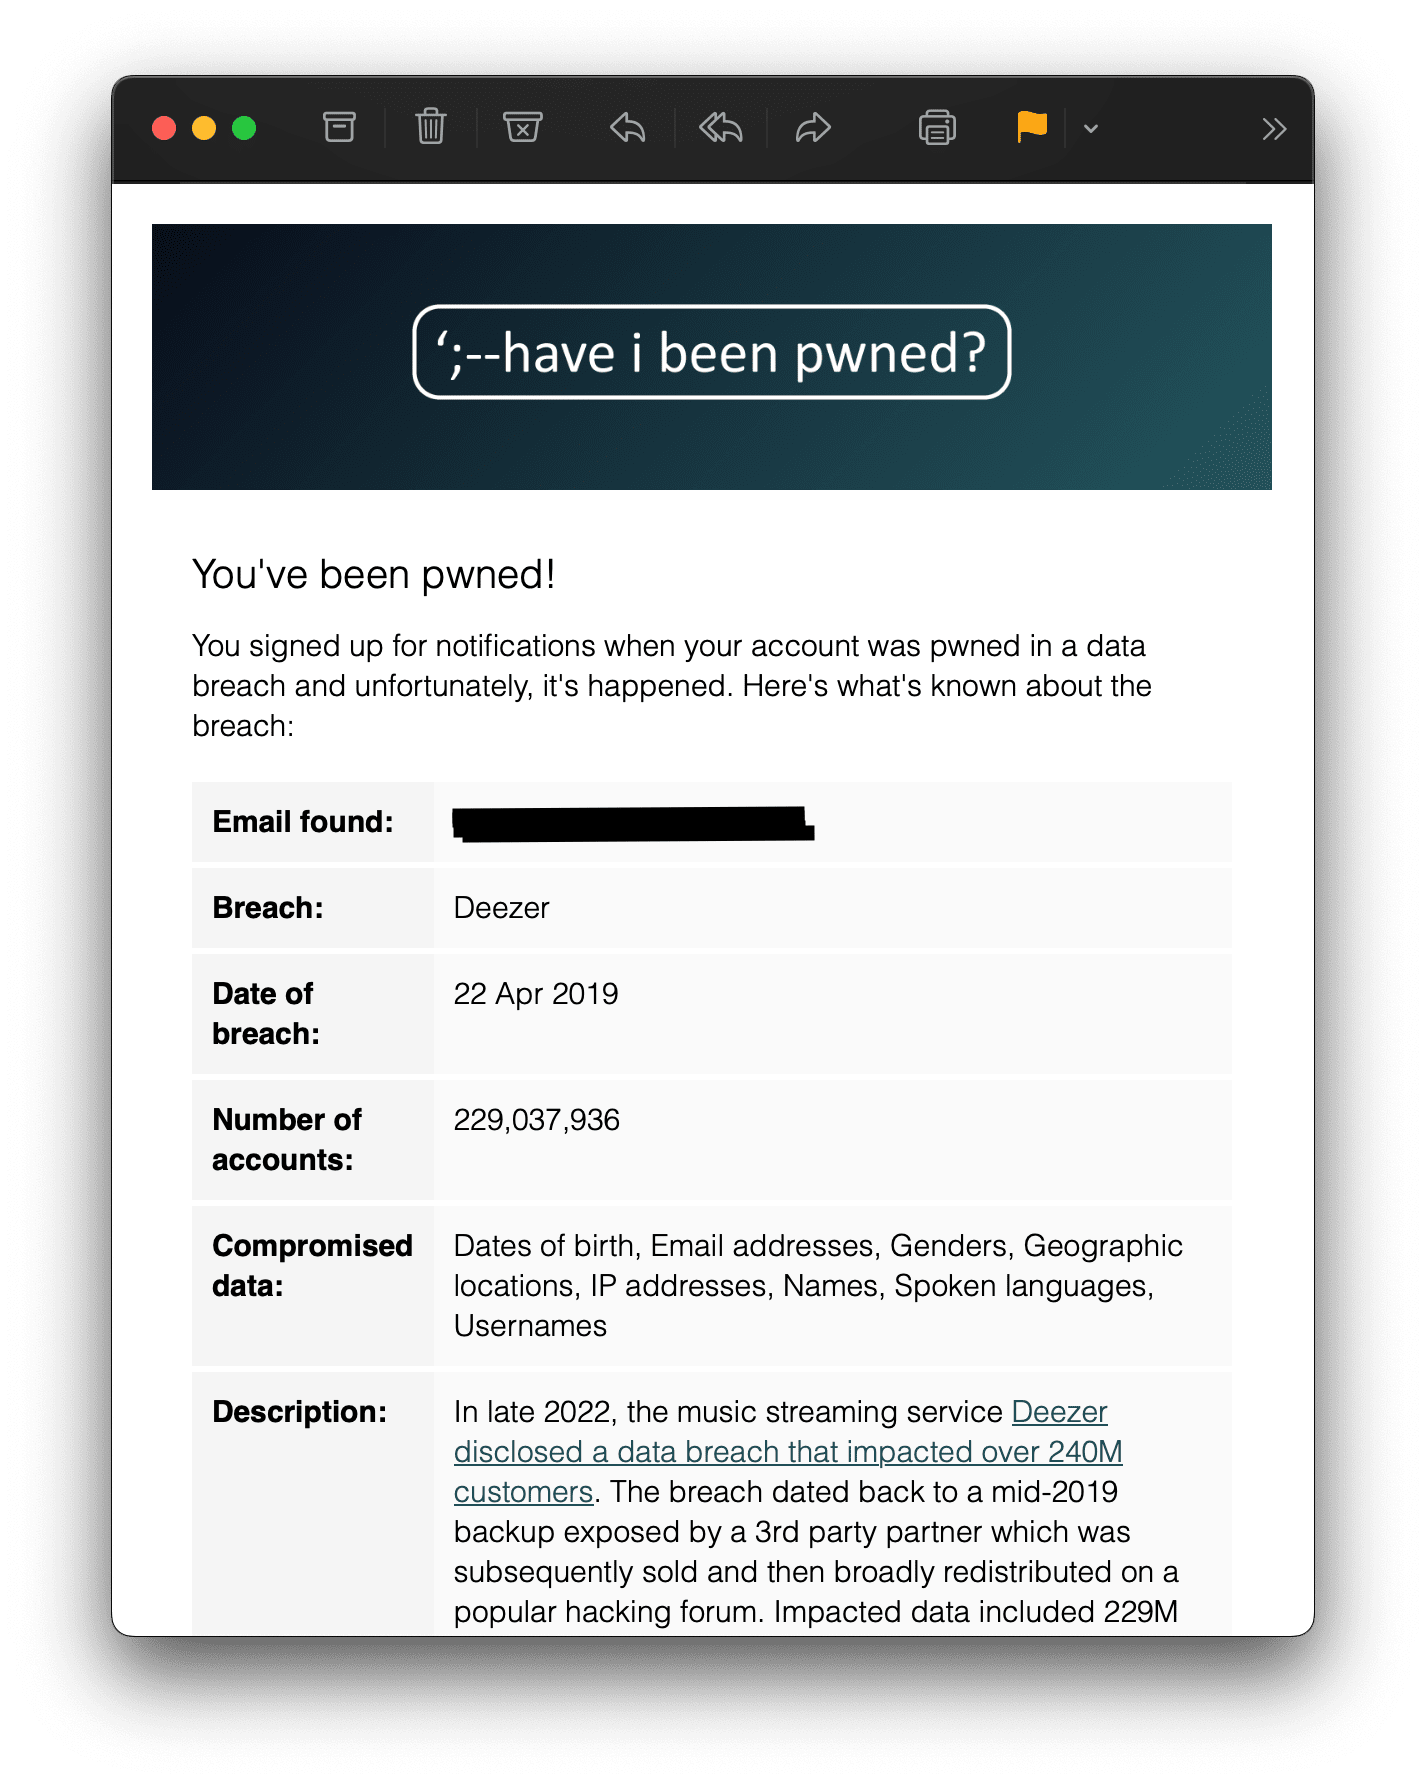 ‘;--have i been pwned?
You've been pwned!
You signed up for notifications when your account was pwned in a data
breach and unfortunately, it's happened. Here's what's known about the
breach:
Email found:
Breach: Deezer
Date of 22 Apr 2019
breach:
Number of 229,037,936
accounts:
Compromised Dates of birth, Email addresses, Genders, Geographic
data: locations, IP addresses, Names, Spoken languages,
Usernames
Description: In late 2022, the music streaming service Deezer
disclosed a data breach that impacted over 240M
customers. The breach dated back to a mid-2019
backup exposed by a 3rd party partner which was
subsequently sold and then broadly redistributed on a
popular hacking forum. Impacted data included 229M